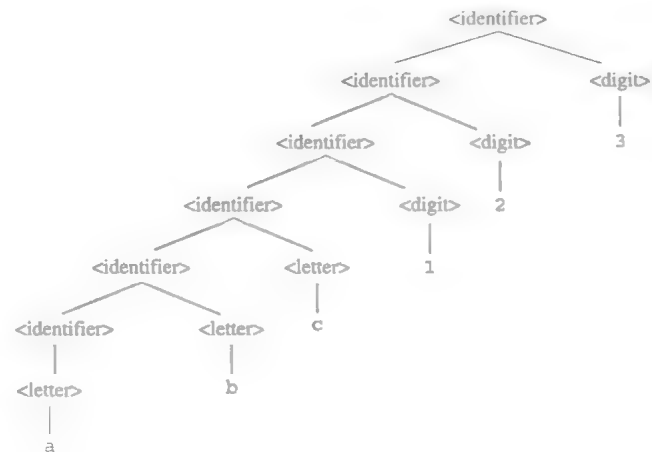 <identifier>
<identifier> <digit>
<identifier> <digit> 3
<identifier> <digit> 2
<identifier> <letter> 1
<identifier> <letter> c
<letter> b
a